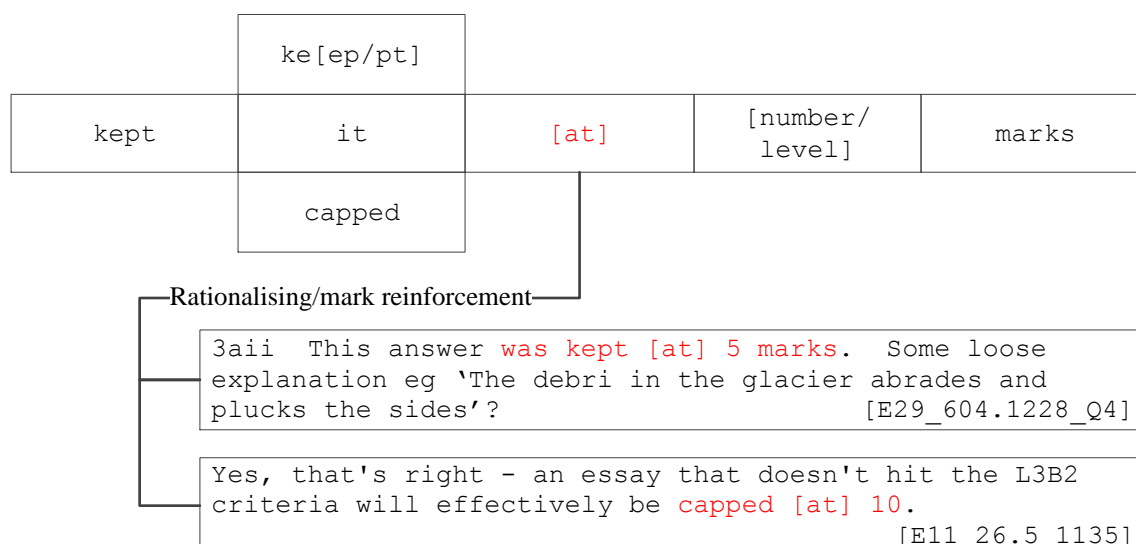 ke[ep/pt]
kept it [at] [number/
level] marks
capped
Rationalising/mark reinforcement
3aii This answer was kept [at] 5 marks. Some loose
explanation eg ‘The debri in the glacier abrades and
plucks the sides’? [E29_604.1228_Q4]
Yes, that's right - an essay that doesn't hit the L3B2
criteria will effectively be capped [at] 10.
[E11_26.5_1135]